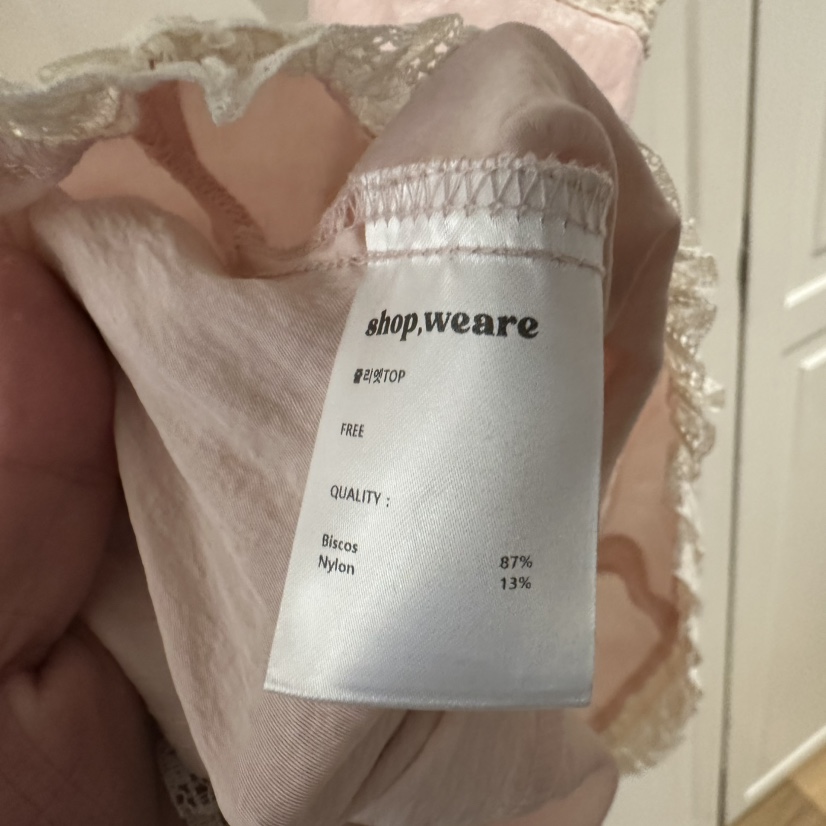 shop,weare
줄리엣TOP
FREE
QUALITY :
Biscos 87%
Nylon 13%